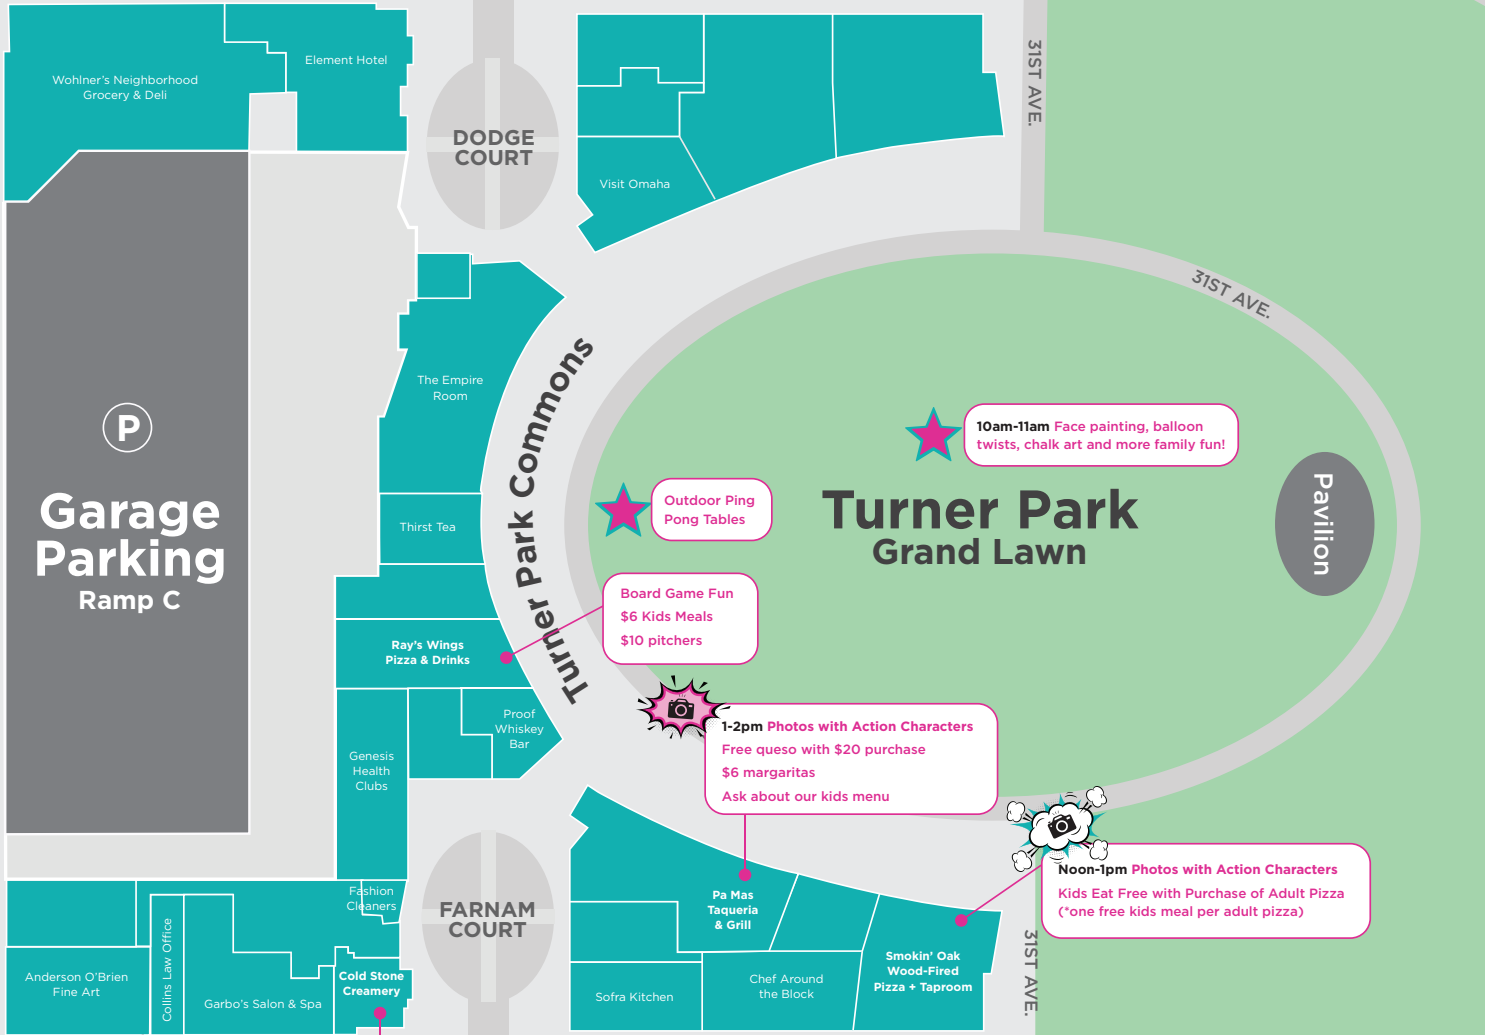 Wohlner's Neighborhood
Grocery & Deli
Element Hotel
DODGE
COURT
Visit Omaha
31ST AVE.
31ST AVE.
The Empire
Room
P
Garage
Parking
Ramp C
Thirst Tea
Turner Park Commons
10am-11am Face painting, balloon
twists, chalk art and more family fun!
Outdoor Ping
Pong Tables
Turner Park
Grand Lawn
Pavilion
Board Game Fun
$6 Kids Meals
$10 pitchers
Ray's Wings
Pizza & Drinks
Proof
Whiskey
Bar
Genesis
Health
Clubs
1-2pm Photos with Action Characters
Free queso with $20 purchase
$6 margaritas
Ask about our kids menu
Noon-1pm Photos with Action Characters
Kids Eat Free with Purchase of Adult Pizza
(*one free kids meal per adult pizza)
Fashion
Cleaners
FARNAM
COURT
Pa Mas
Taqueria
& Grill
31ST AVE.
Anderson O'Brien
Fine Art
Collins Law Office
Garbo's Salon & Spa
Cold Stone
Creamery
Sofra Kitchen
Chef Around
the Block
Smokin' Oak
Wood-Fired
Pizza + Taproom